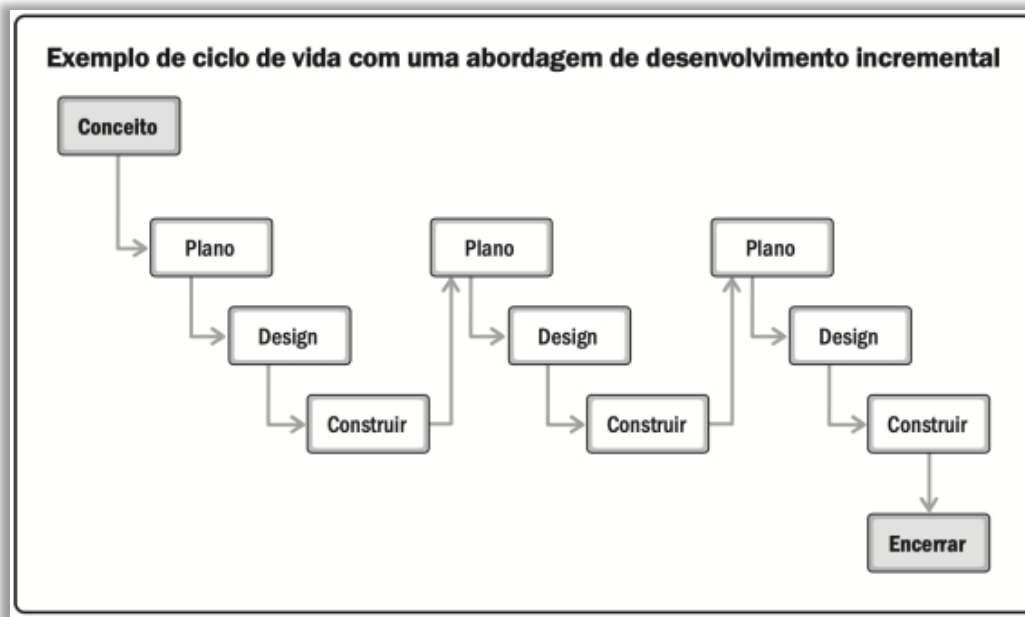 Exemplo de ciclo de vida com uma abordagem de desenvolvimento incremental
Conceito
Plano
Design
Construir
Plano
Design
Construir
Plano
Design
Construir
Encerrar